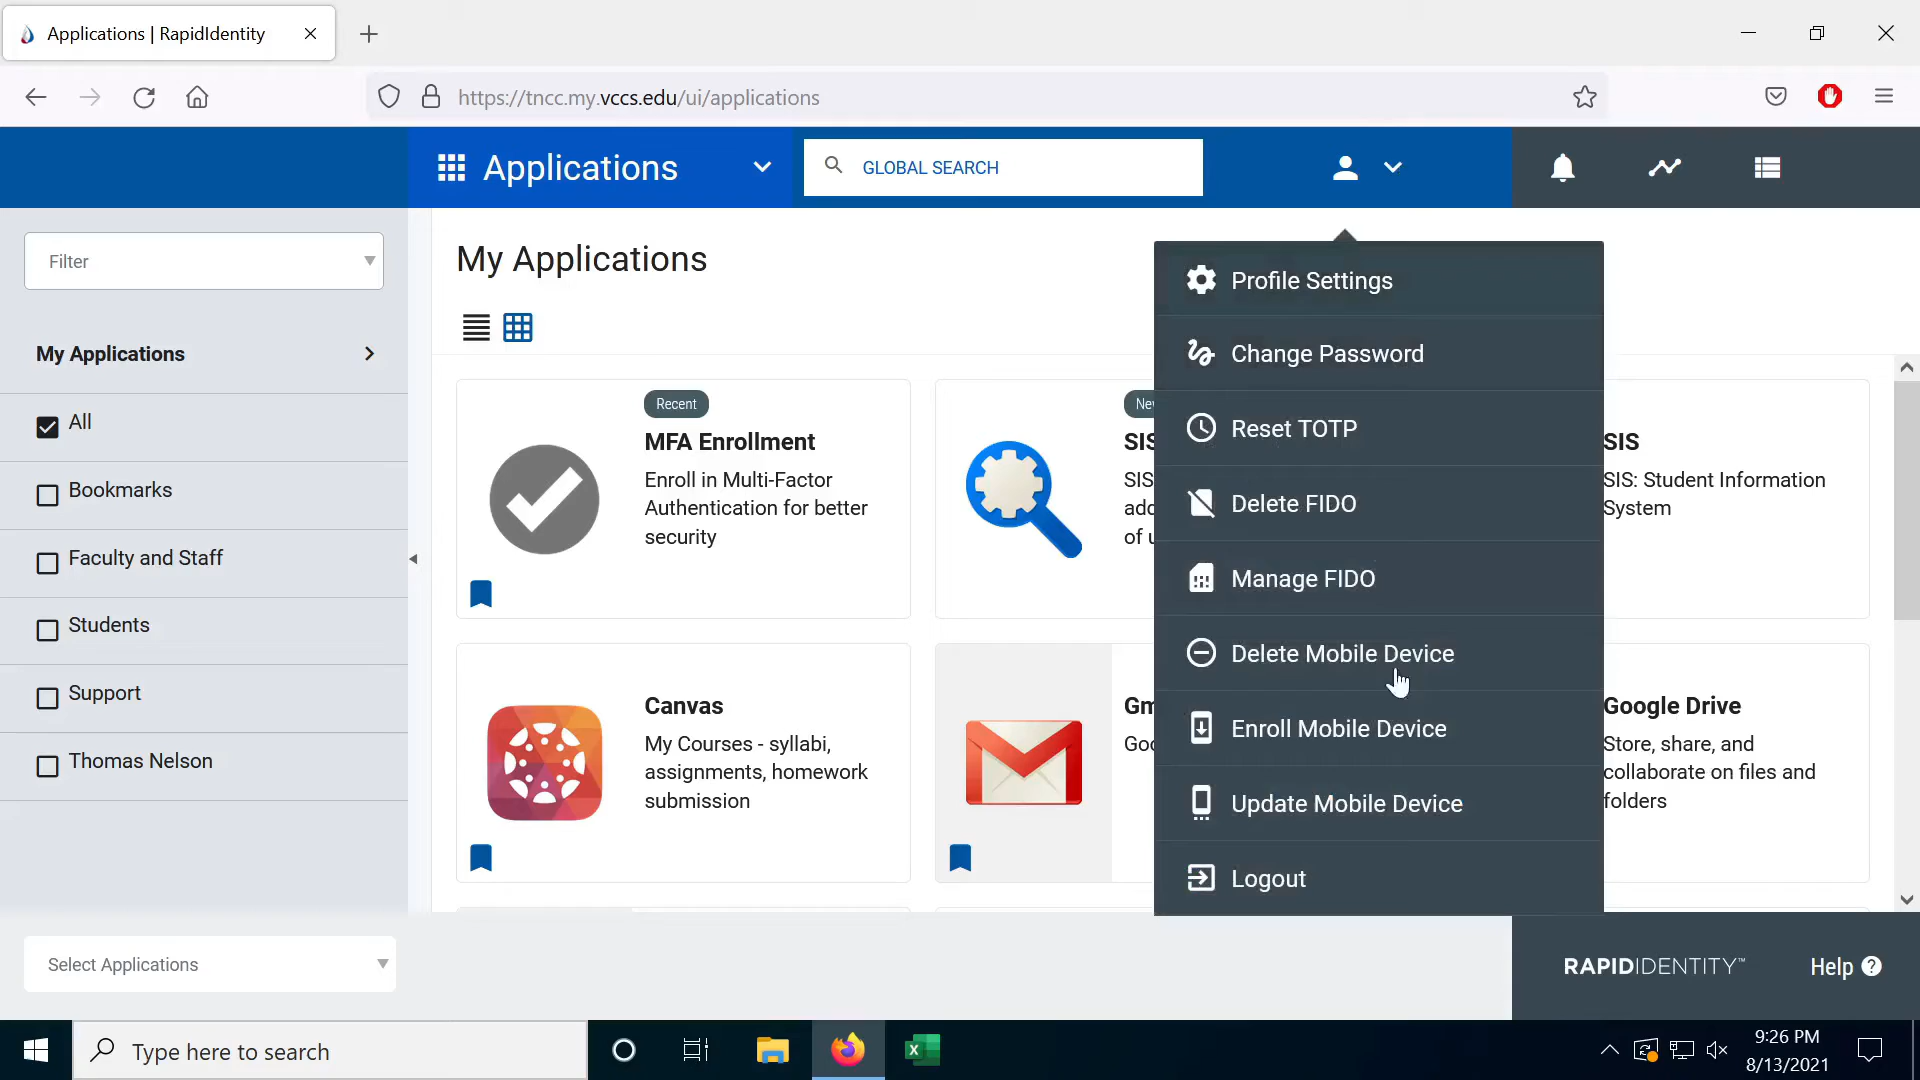 Applications | RapidIdentity
https://tncc.my.vccs.edu/ui/applications
Applications
GLOBAL SEARCH
Filter
My Applications
All
Bookmarks
Faculty and Staff
Students
Support
Thomas Nelson
Select Applications
My Applications
Recent
MFA Enrollment
Enroll in Multi-Factor
Authentication for better
security
SIS
SIS: Student Information
System
Canvas
My Courses - syllabi,
assignments, homework
submission
Google Drive
Store, share, and
collaborate on files and
folders
Profile Settings
Change Password
Reset TOTP
Delete FIDO
Manage FIDO
Delete Mobile Device
Enroll Mobile Device
Update Mobile Device
Logout
RAPIDIDENTITY™
Help ?
Type here to search
9:26 PM
8/13/2021